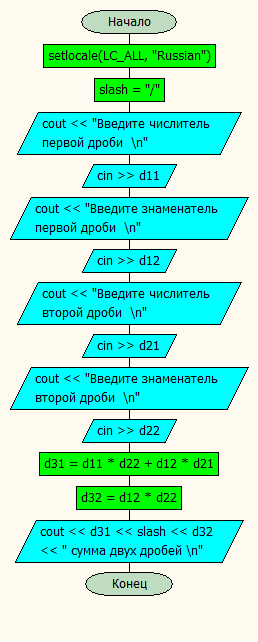 Начало
setlocale(LC_ALL, "Russian")
slash = "/"
cout << "Введите числитель
первой дроби  \n"
cin >> d11
cout << "Введите знаменатель
первой дроби  \n"
cin >> d12
cout << "Введите числитель
второй дроби  \n"
cin >> d21
cout << "Введите знаменатель
второй дроби  \n"
cin >> d22
d31 = d11 * d22 + d12 * d21
d32 = d12 * d22
cout << d31 << slash << d32
<< " сумма двух дробей \n"
Конец